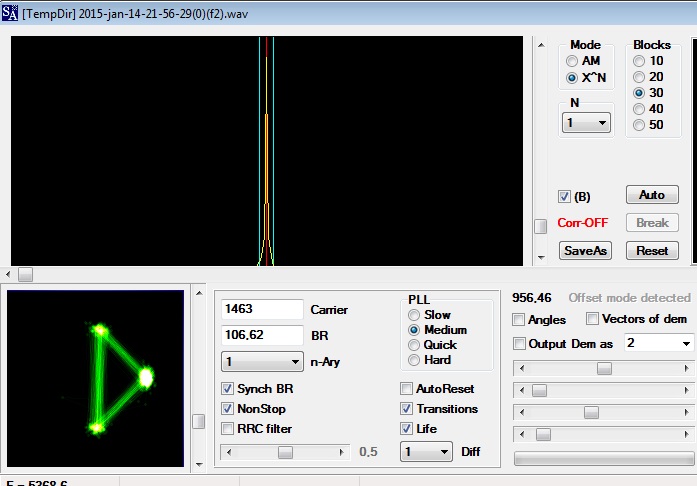 SA [TempDir] 2015-jan-14-21-56-29(0)(f2).wav
Mode
AM
X^N
N
1
Blocks
10
20
30
40
50
(B)
Auto
Corr-OFF
Break
SaveAs
Reset
1463 Carrier
106,62 BR
1 n-Ary
Synch BR
NonStop
RRC filter
0,5
PLL
Slow
Medium
Quick
Hard
AutoReset
Transitions
Life
1 Diff
956,46 Offset mode detected
Angles
Vectors of dem
Output Dem as 2
F = 5368,6